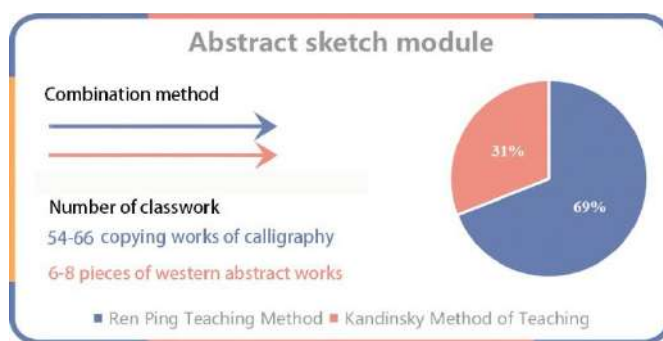 Abstract sketch module
Combination method
31%
69%
Number of classwork
54-66 copying works of calligraphy
6-8 pieces of western abstract works
Ren Ping Teaching Method Kandinsky Method of Teaching